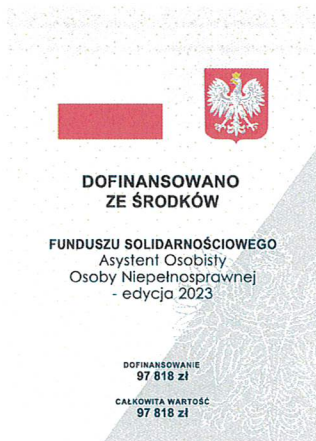 DOFINANSOWANO
ZE ŚRODKÓW
FUNDUSZU SOLIDARNOŚCIOWEGO
Asystent Osobisty
Osoby Niepełnosprawnej
- edycja 2023
DOFINANSOWANIE
97 818 zł
CAŁKOWITA WARTOŚĆ
97 818 zł